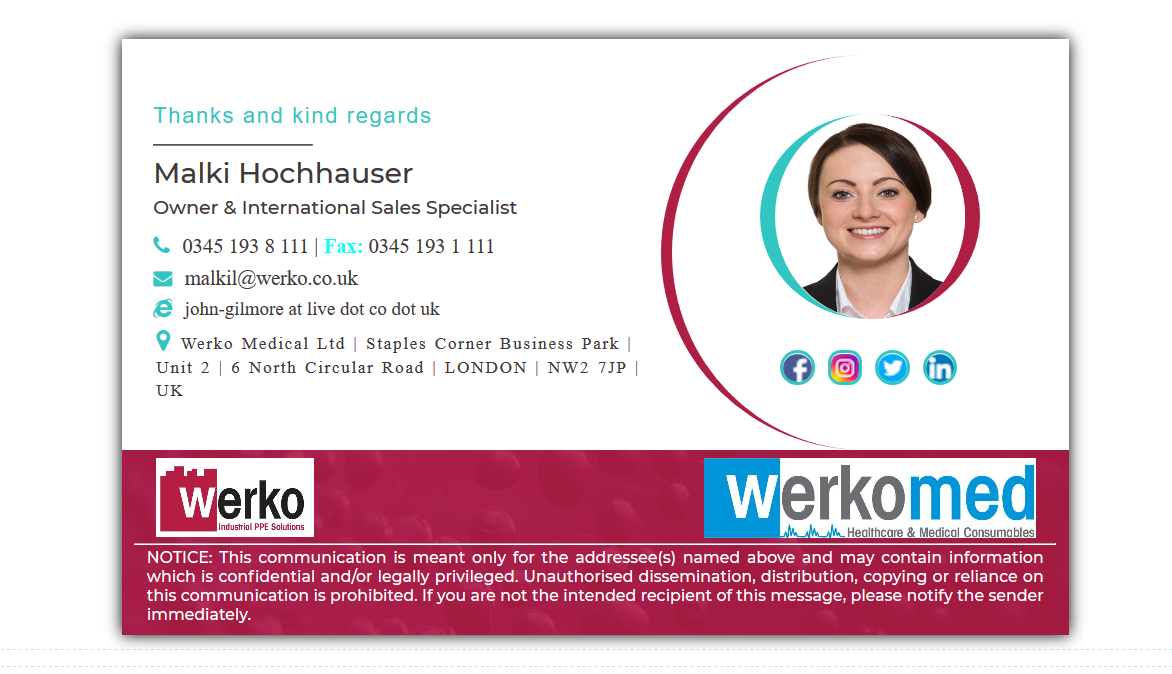 Thanks and kind regards
Malki Hochhauser
Owner & International Sales Specialist
0345 193 8 111 | Fax: 0345 193 1 111
malkil@werko.co.uk
john-gilmore at live dot co dot uk
Werko Medical Ltd | Staples Corner Business Park |
Unit 2 | 6 North Circular Road | LONDON | NW2 7JP |
UK
Werko
Industrial PPE Solutions
Werkomed
Healthcare & Medical Consumables
NOTICE: This communication is meant only for the addressee(s) named above and may contain information
which is confidential and/or legally privileged. Unauthorised dissemination, distribution, copying or reliance on
this communication is prohibited. If you are not the intended recipient of this message, please notify the sender
immediately.